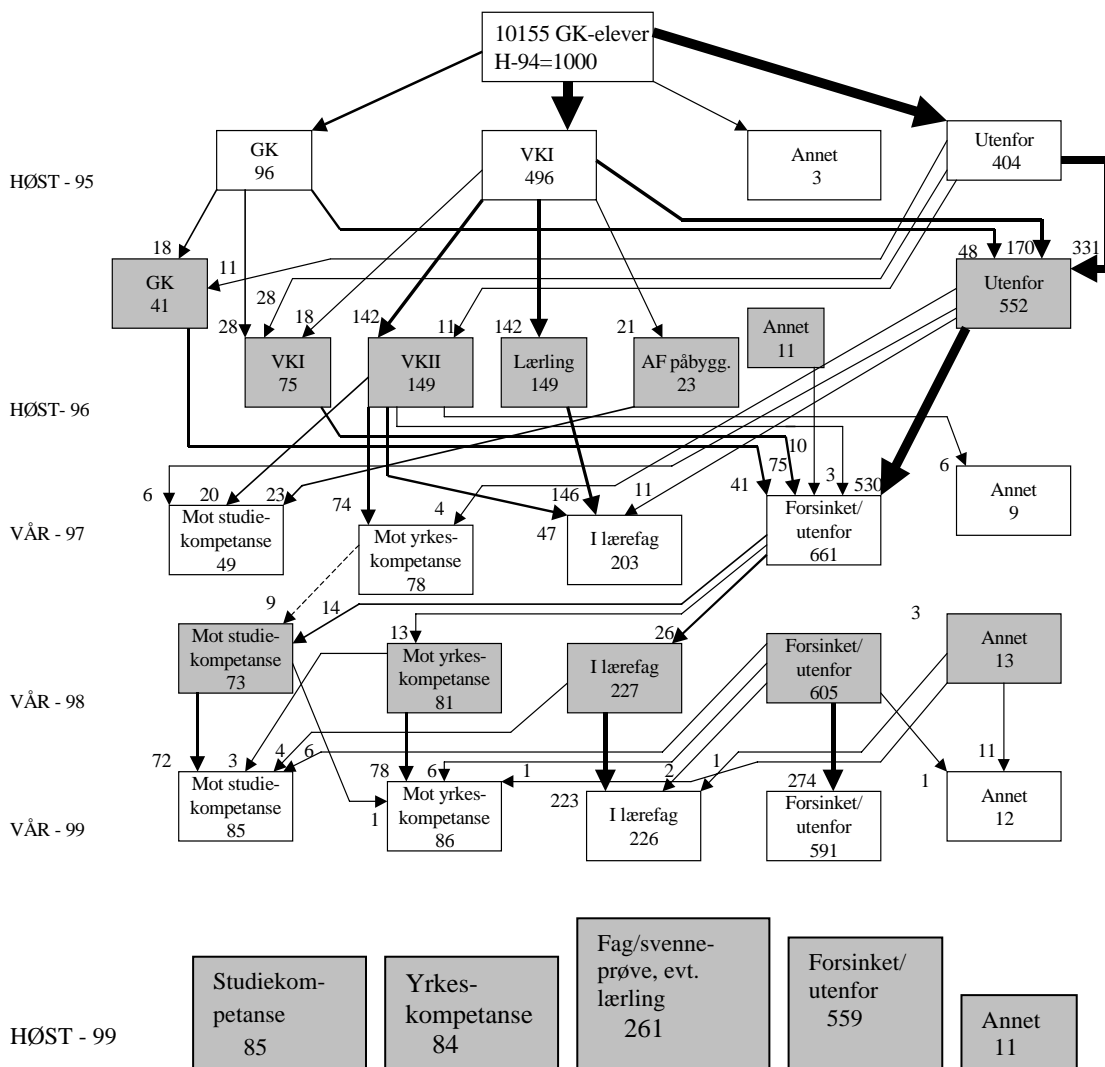 10155 GK-elever
H-94=1000
HØST - 95
GK
96
VKI
496
Annet
3
Utenfor
404
18
11
28
28
18
142
11
142
21
48
170
331
GK
41
Utenfor
552
HØST- 96
VKI
75
VKII
149
Lærling
149
AF påbygg.
23
Annet
11
6
20
23
74
4
47
146
11
41
75
10
3
530
6
VÅR - 97
Mot studie-
kompetanse
49
Mot yrkes-
kompetanse
78
I lærefag
203
Forsinket/
utenfor
661
Annet
9
9
14
13
26
3
VÅR - 98
Mot studie-
kompetanse
73
Mot yrkes-
kompetanse
81
I lærefag
227
Forsinket/
utenfor
605
Annet
13
72
3
4
6
1
78
6
1
223
2
1
274
1
11
VÅR - 99
Mot studie-
kompetanse
85
Mot yrkes-
kompetanse
86
I lærefag
226
Forsinket/
utenfor
591
Annet
12
HØST - 99
Studiekom-
petanse
85
Yrkes-
kompetanse
84
Fag/svenne-
prøve, evt.
lærling
261
Forsinket/
utenfor
559
Annet
11